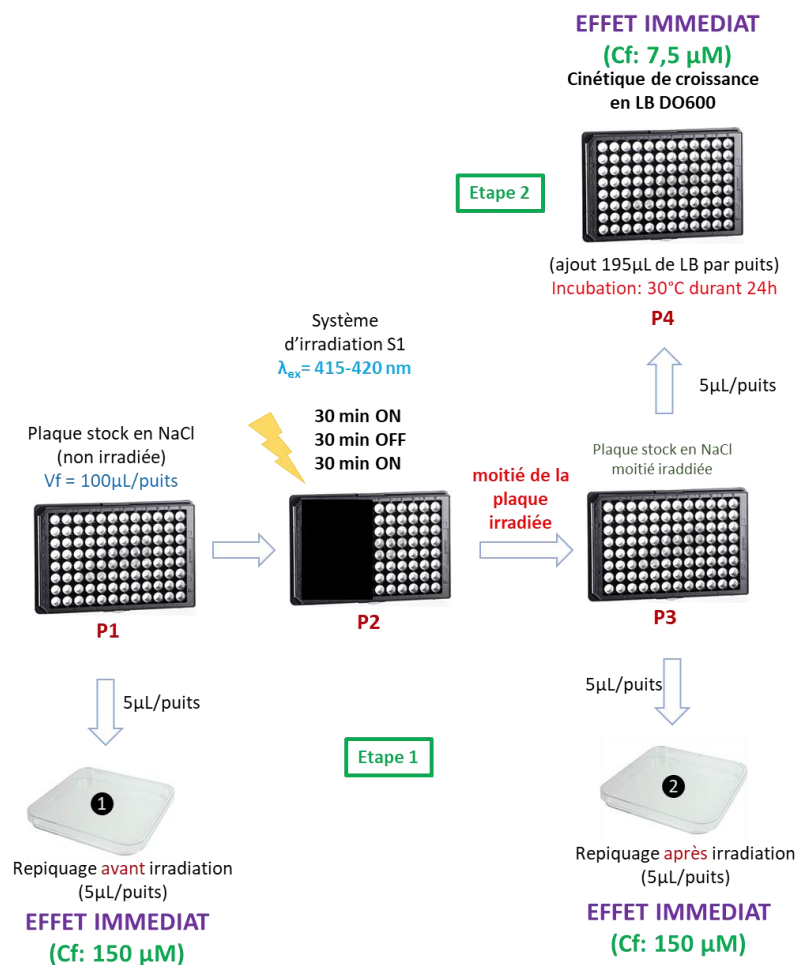 EFFET IMMEDIAT
(Cf: 7,5 µM)
Cinétique de croissance
en LB DO600
Etape 2
(ajout 195µL de LB par puits)
Incubation: 30°C durant 24h
P4
5µL/puits
Système
d’irradiation S1
λex= 415-420 nm
30 min ON
30 min OFF
30 min ON
Plaque stock en NaCl
(non irradiée)
Vf = 100µL/puits
P1
P2
moitié de la
plaque
irradiée
Plaque stock en NaCl
moitié iraddiée
P3
5µL/puits
5µL/puits
Etape 1
1
Repiquage avant irradiation
(5µL/puits)
EFFET IMMEDIAT
(Cf: 150 µM)
2
Repiquage après irradiation
(5µL/puits)
EFFET IMMEDIAT
(Cf: 150 µM)